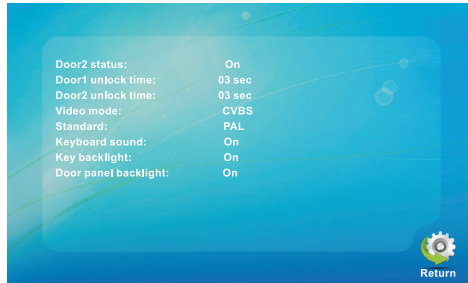 Door2 status: On
Door1 unlock time: 03 sec
Door2 unlock time: 03 sec
Video mode: CVBS
Standard: PAL
Keyboard sound: On
Key backlight: On
Door panel backlight: On
Return